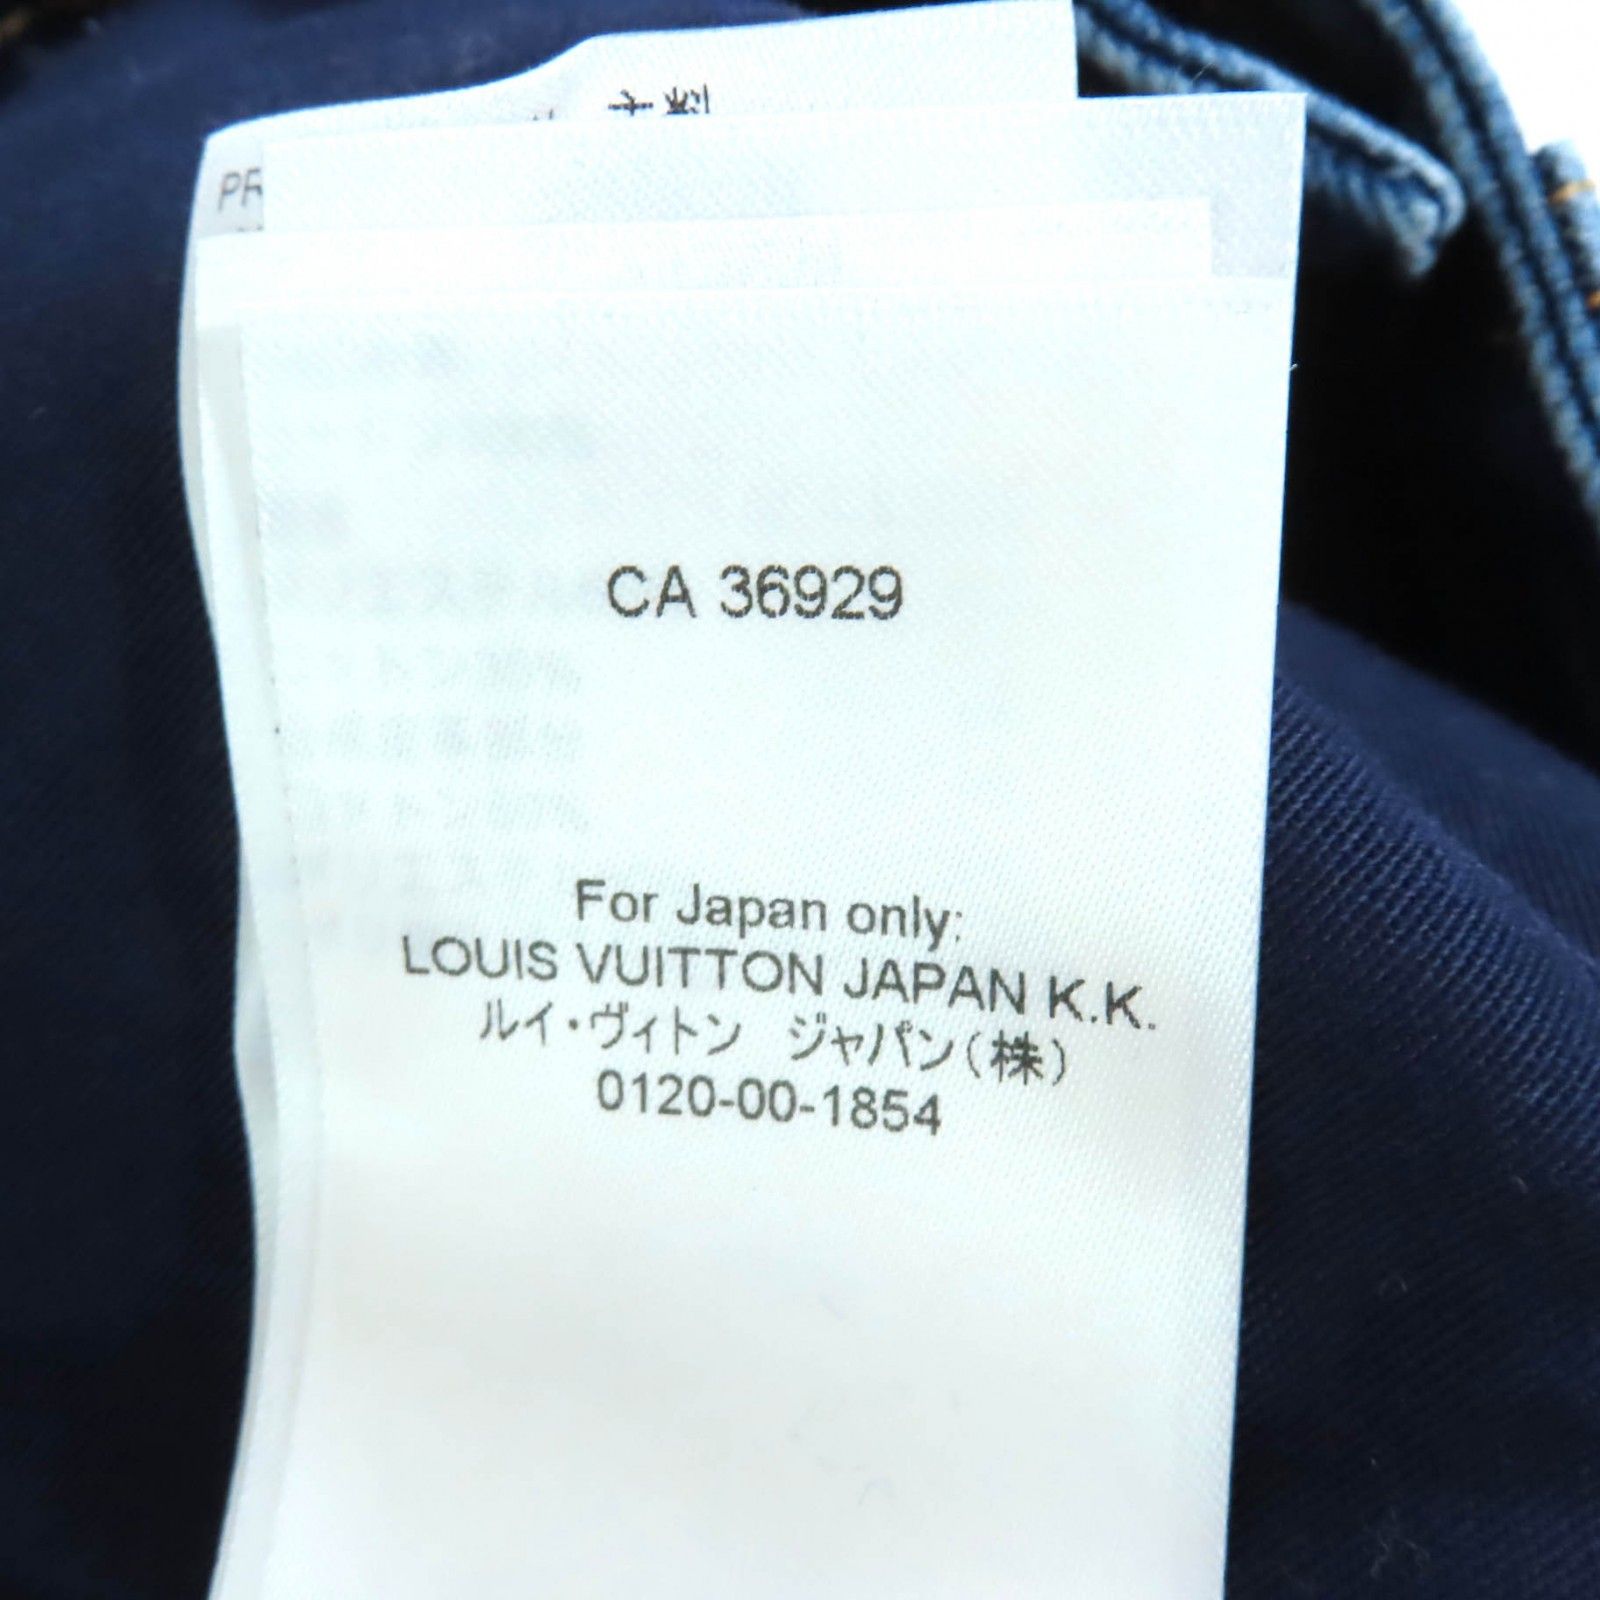 PR
CA 36929
For Japan only:
LOUIS VUITTON JAPAN K.K.
ルイ・ヴィトン ジャパン(株)
0120-00-1854